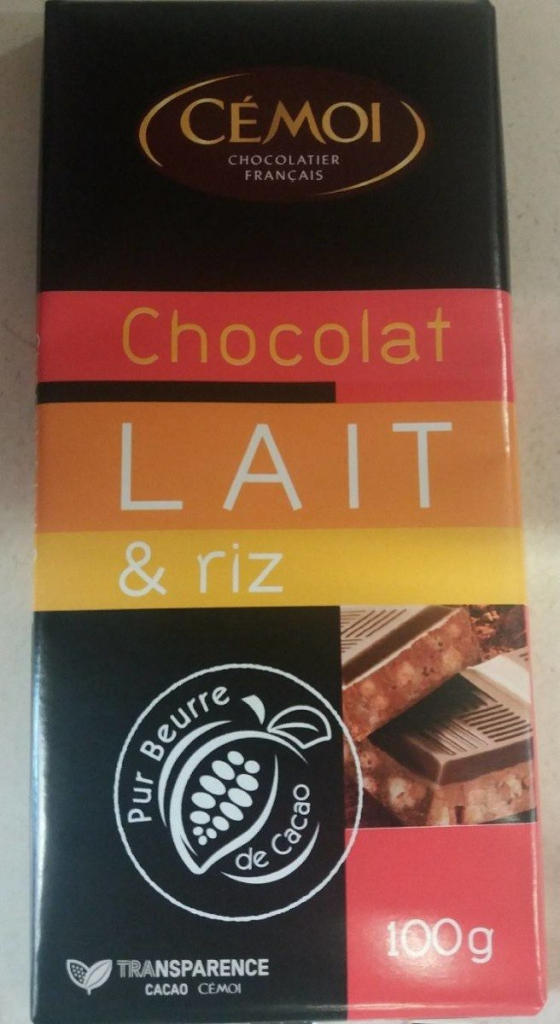 CÉMOI
CHOCOLATIER
FRANÇAIS
Chocolat
LAIT
& riz
Pur Beurre
de Cacao
100g
TRANSPARENCE
CACAO CÉMOI